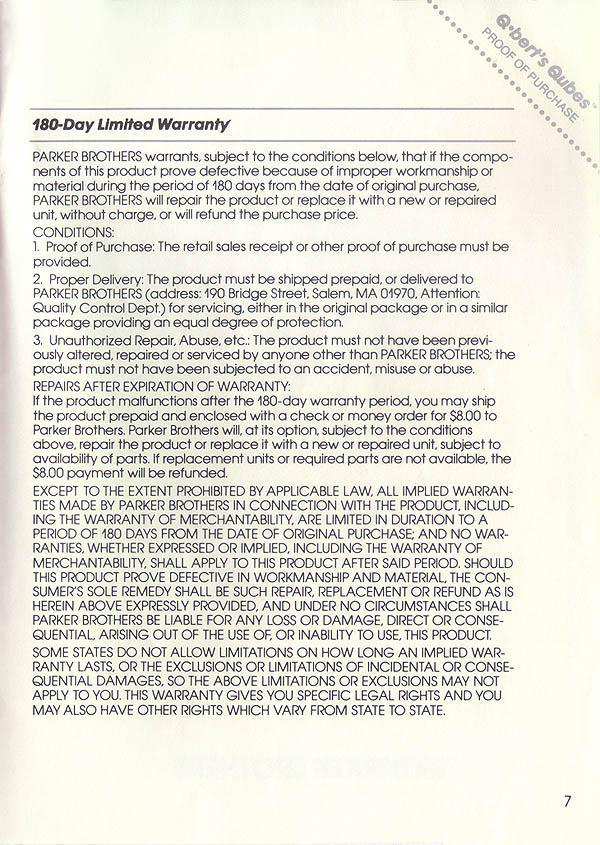 Q*bert's Qubes™
PROOF OF PURCHASE
180-Day Limited Warranty
PARKER BROTHERS warrants, subject to the conditions below, that if the compo-
nents of this product prove defective because of improper workmanship or
material during the period of 180 days from the date of original purchase,
PARKER BROTHERS will repair the product or replace it with a new or repaired
unit, without charge, or will refund the purchase price.
CONDITIONS:
1. Proof of Purchase: The retail sales receipt or other proof of purchase must be
provided.
2. Proper Delivery: The product must be shipped prepaid, or delivered to
PARKER BROTHERS (address: 190 Bridge Street, Salem, MA 01970, Attention:
Quality Control Dept.) for servicing, either in the original package or in a similar
package providing an equal degree of protection.
3. Unauthorized Repair, Abuse, etc.: The product must not have been previ-
ously altered, repaired or serviced by anyone other than PARKER BROTHERS; the
product must not have been subjected to an accident, misuse or abuse.
REPAIRS AFTER EXPIRATION OF WARRANTY:
If the product malfunctions after the 180-day warranty period, you may ship
the product prepaid and enclosed with a check or money order for $8.00 to
Parker Brothers. Parker Brothers will, at its option, subject to the conditions
above, repair the product or replace it with a new or repaired unit, subject to
availability of parts. If replacement units or required parts are not available, the
$8.00 payment will be refunded.
EXCEPT TO THE EXTENT PROHIBITED BY APPLICABLE LAW, ALL IMPLIED WARRAN-
TIES MADE BY PARKER BROTHERS IN CONNECTION WITH THE PRODUCT, INCLUD-
ING THE WARRANTY OF MERCHANTABILITY, ARE LIMITED IN DURATION TO A
PERIOD OF 180 DAYS FROM THE DATE OF ORIGINAL PURCHASE; AND NO WAR-
RANTIES, WHETHER EXPRESSED OR IMPLIED, INCLUDING THE WARRANTY OF
MERCHANTABILITY, SHALL APPLY TO THIS PRODUCT AFTER SAID PERIOD. SHOULD
THIS PRODUCT PROVE DEFECTIVE IN WORKMANSHIP AND MATERIAL, THE CON-
SUMER'S SOLE REMEDY SHALL BE SUCH REPAIR, REPLACEMENT OR REFUND AS IS
HEREIN ABOVE EXPRESSLY PROVIDED, AND UNDER NO CIRCUMSTANCES SHALL
PARKER BROTHERS BE LIABLE FOR ANY LOSS OR DAMAGE, DIRECT OR CONSE-
QUENTIAL, ARISING OUT OF THE USE OF, OR INABILITY TO USE, THIS PRODUCT.
SOME STATES DO NOT ALLOW LIMITATIONS ON HOW LONG AN IMPLIED WAR-
RANTY LASTS, OR THE EXCLUSIONS OR LIMITATIONS OF INCIDENTAL OR CONSE-
QUENTIAL DAMAGES, SO THE ABOVE LIMITATIONS OR EXCLUSIONS MAY NOT
APPLY TO YOU. THIS WARRANTY GIVES YOU SPECIFIC LEGAL RIGHTS AND YOU
MAY ALSO HAVE OTHER RIGHTS WHICH VARY FROM STATE TO STATE.
7